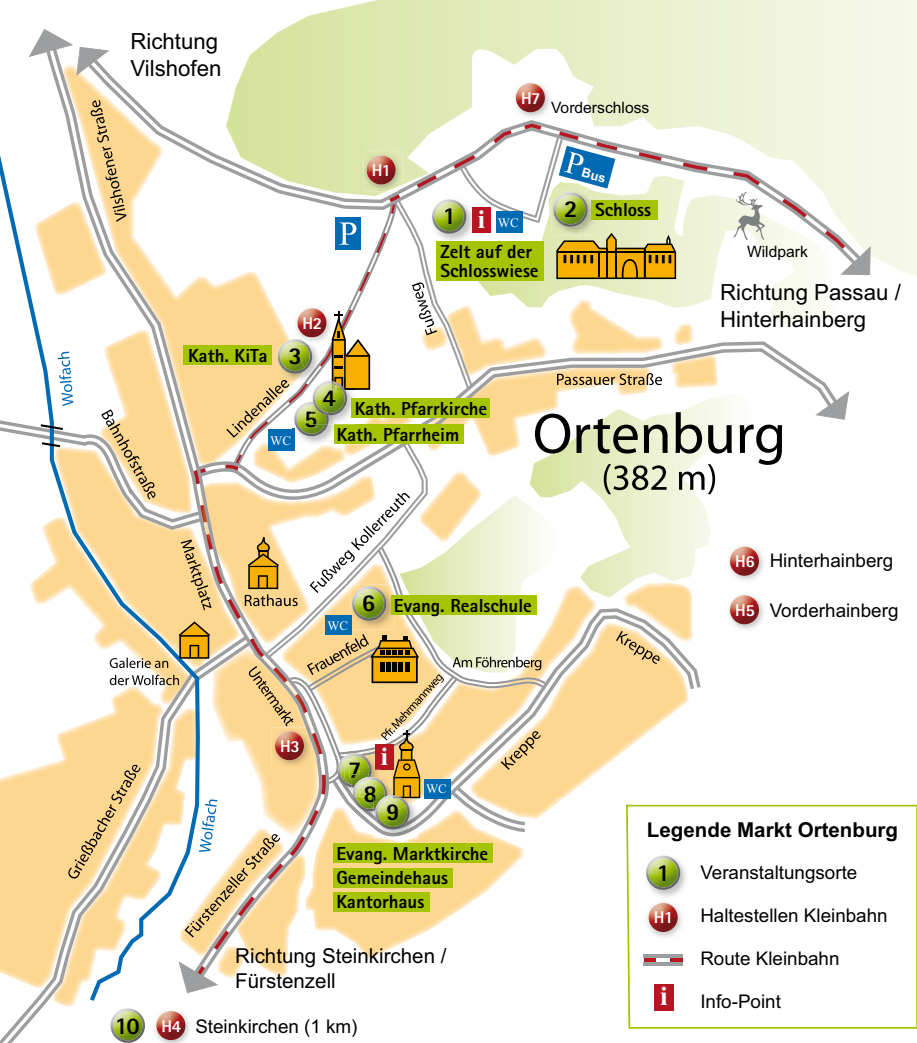 Richtung
Vilshofen
H7
Vorderschloss
Vilshofener Straße
H1
P
Bus
1
i
WC
2
Schloss
P
Zelt auf der
Schlosswiese
Wildpark
Richtung Passau /
Hinterhainberg
Fußweg
H2
Kath. KiTa
3
Wolfach
Lindenallee
4
Kath. Pfarrkirche
5
Kath. Pfarrheim
WC
Passauer Straße
Bahnhofstraße
Ortenburg
(382 m)
Marktplatz
Rathaus
Fußweg Kollerreuth
H6
Hinterhainberg
H5
Vorderhainberg
6
Evang. Realschule
WC
Frauenfeld
Am Föhrenberg
Kreppe
Galerie an
der Wolfach
Untermarkt
Pfr. Mehrmannweg
H3
i
Kreppe
7
8
9
WC
Grießbacher Straße
Wolfach
Fürstenzeller Straße
Evang. Marktkirche
Gemeindehaus
Kantorhaus
Richtung Steinkirchen /
Fürstenzell
10
H4
Steinkirchen (1 km)
Legende Markt Ortenburg
1
Veranstaltungsorte
H1
Haltestellen Kleinbahn
Route Kleinbahn
i
Info-Point